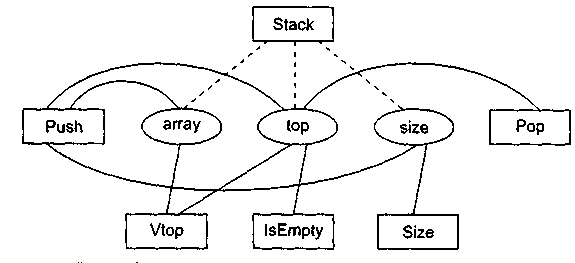 Stack
Push
array
top
size
Pop
Vtop
IsEmpty
Size